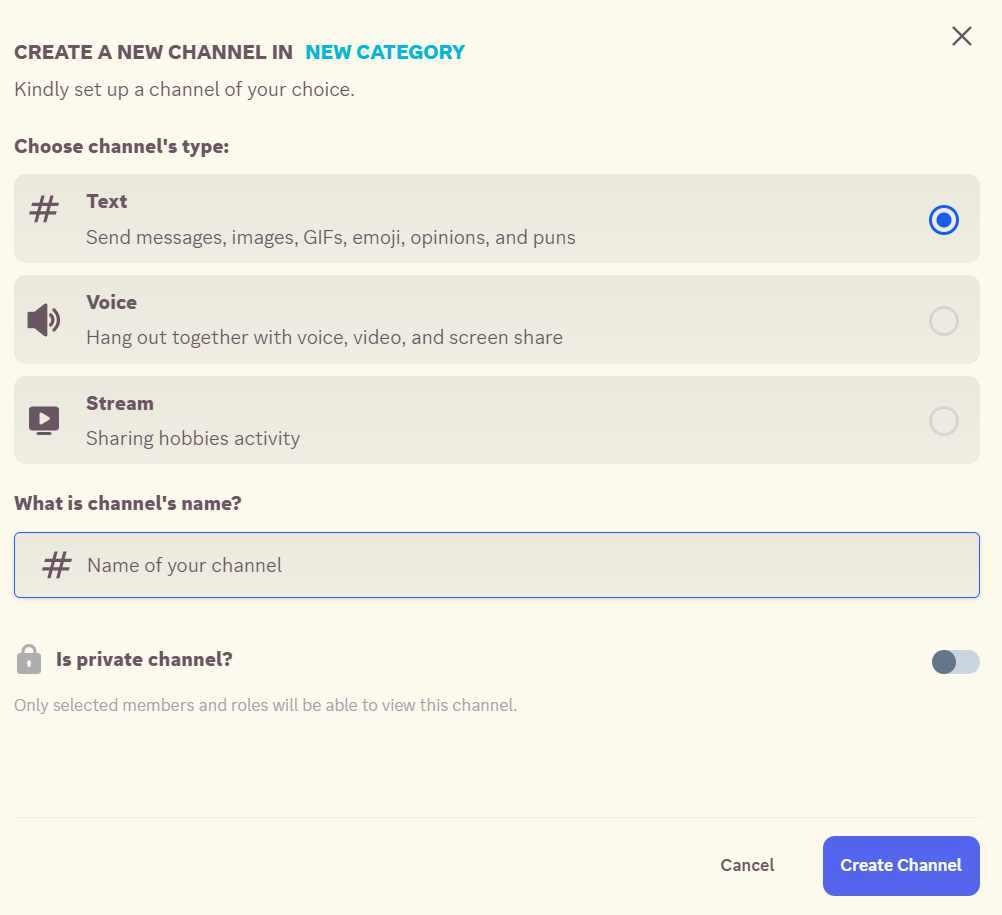 CREATE A NEW CHANNEL IN NEW CATEGORY
Kindly set up a channel of your choice.
Choose channel's type:
Text
Send messages, images, GIFs, emoji, opinions, and puns
Voice
Hang out together with voice, video, and screen share
Stream
Sharing hobbies activity
What is channel's name?
# Name of your channel
Is private channel?
Only selected members and roles will be able to view this channel.
Cancel
Create Channel